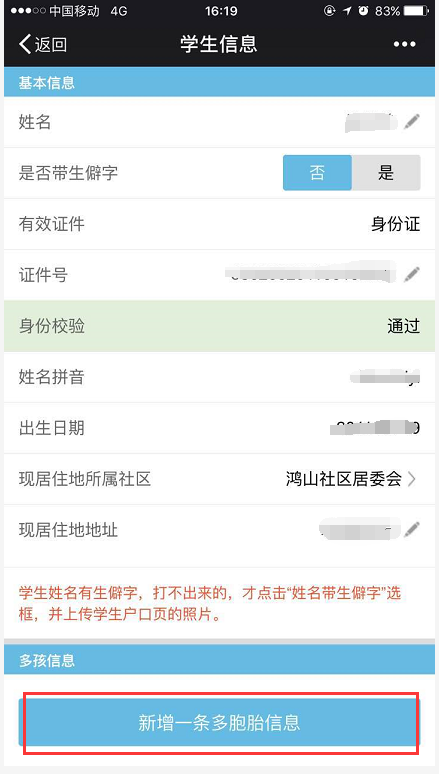 中国移动 4G 16:19 83%
返回 学生信息
基本信息
姓名
是否带生僻字 否 是
有效证件 身份证
证件号
身份校验 通过
姓名拼音
出生日期
现居住地所属社区 鸿山社区居委会
现居住地地址
学生姓名有生僻字，打不出来的，才点击“姓名带生僻字”选
框，并上传学生户口页的照片。
多孩信息
新增一条多胞胎信息